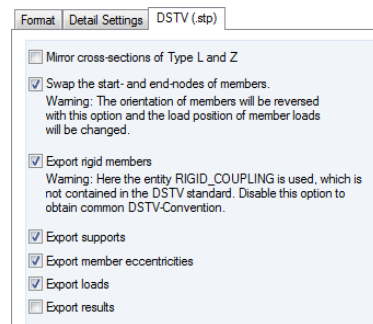 Format Detail Settings DSTV (.stp)
Mirror cross-sections of Type L and Z
Swap the start- and end-nodes of members.
Warning: The orientation of members will be reversed
with this option and the load position of member loads
will be changed.
Export rigid members
Warning: Here the entity RIGID_COUPLING is used, which is
not contained in the DSTV standard. Disable this option to
obtain common DSTV-Convention.
Export supports
Export member eccentricities
Export loads
Export results